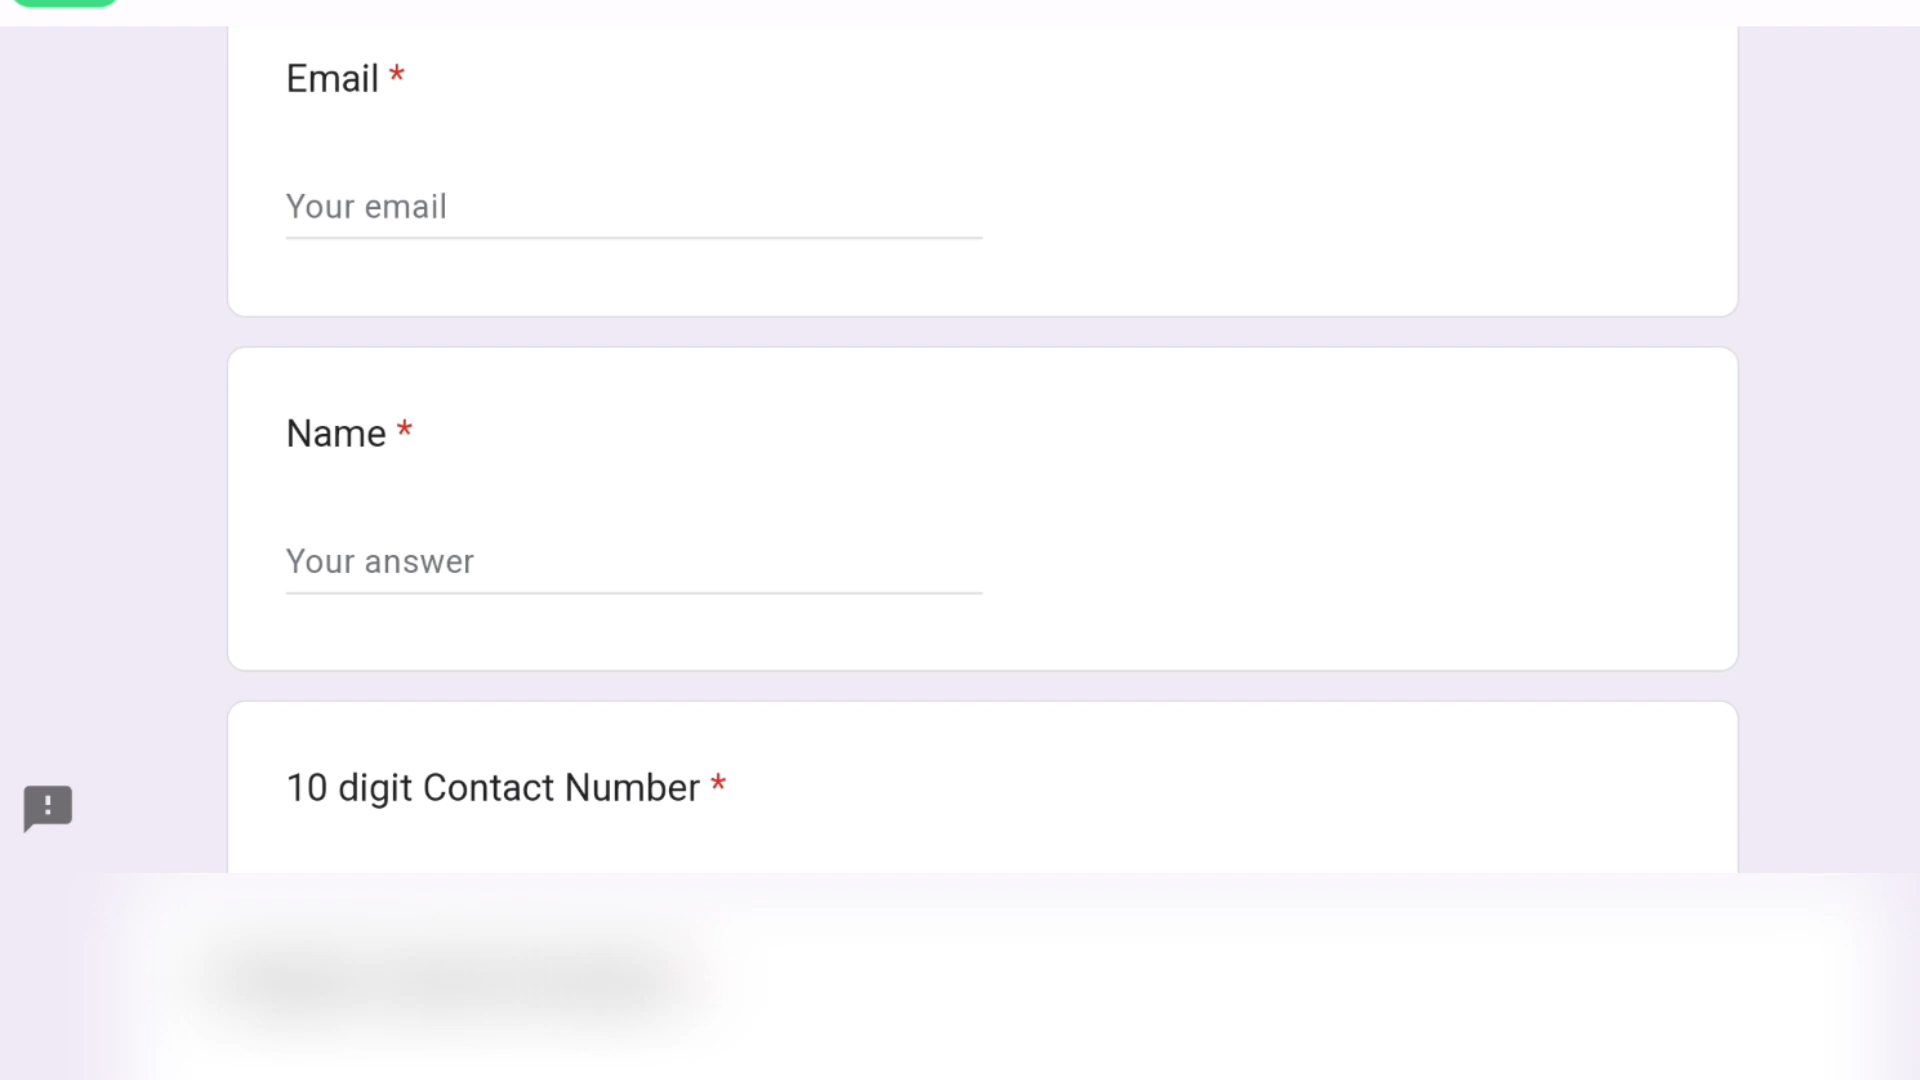 Email *
Your email
Name *
Your answer
10 digit Contact Number *